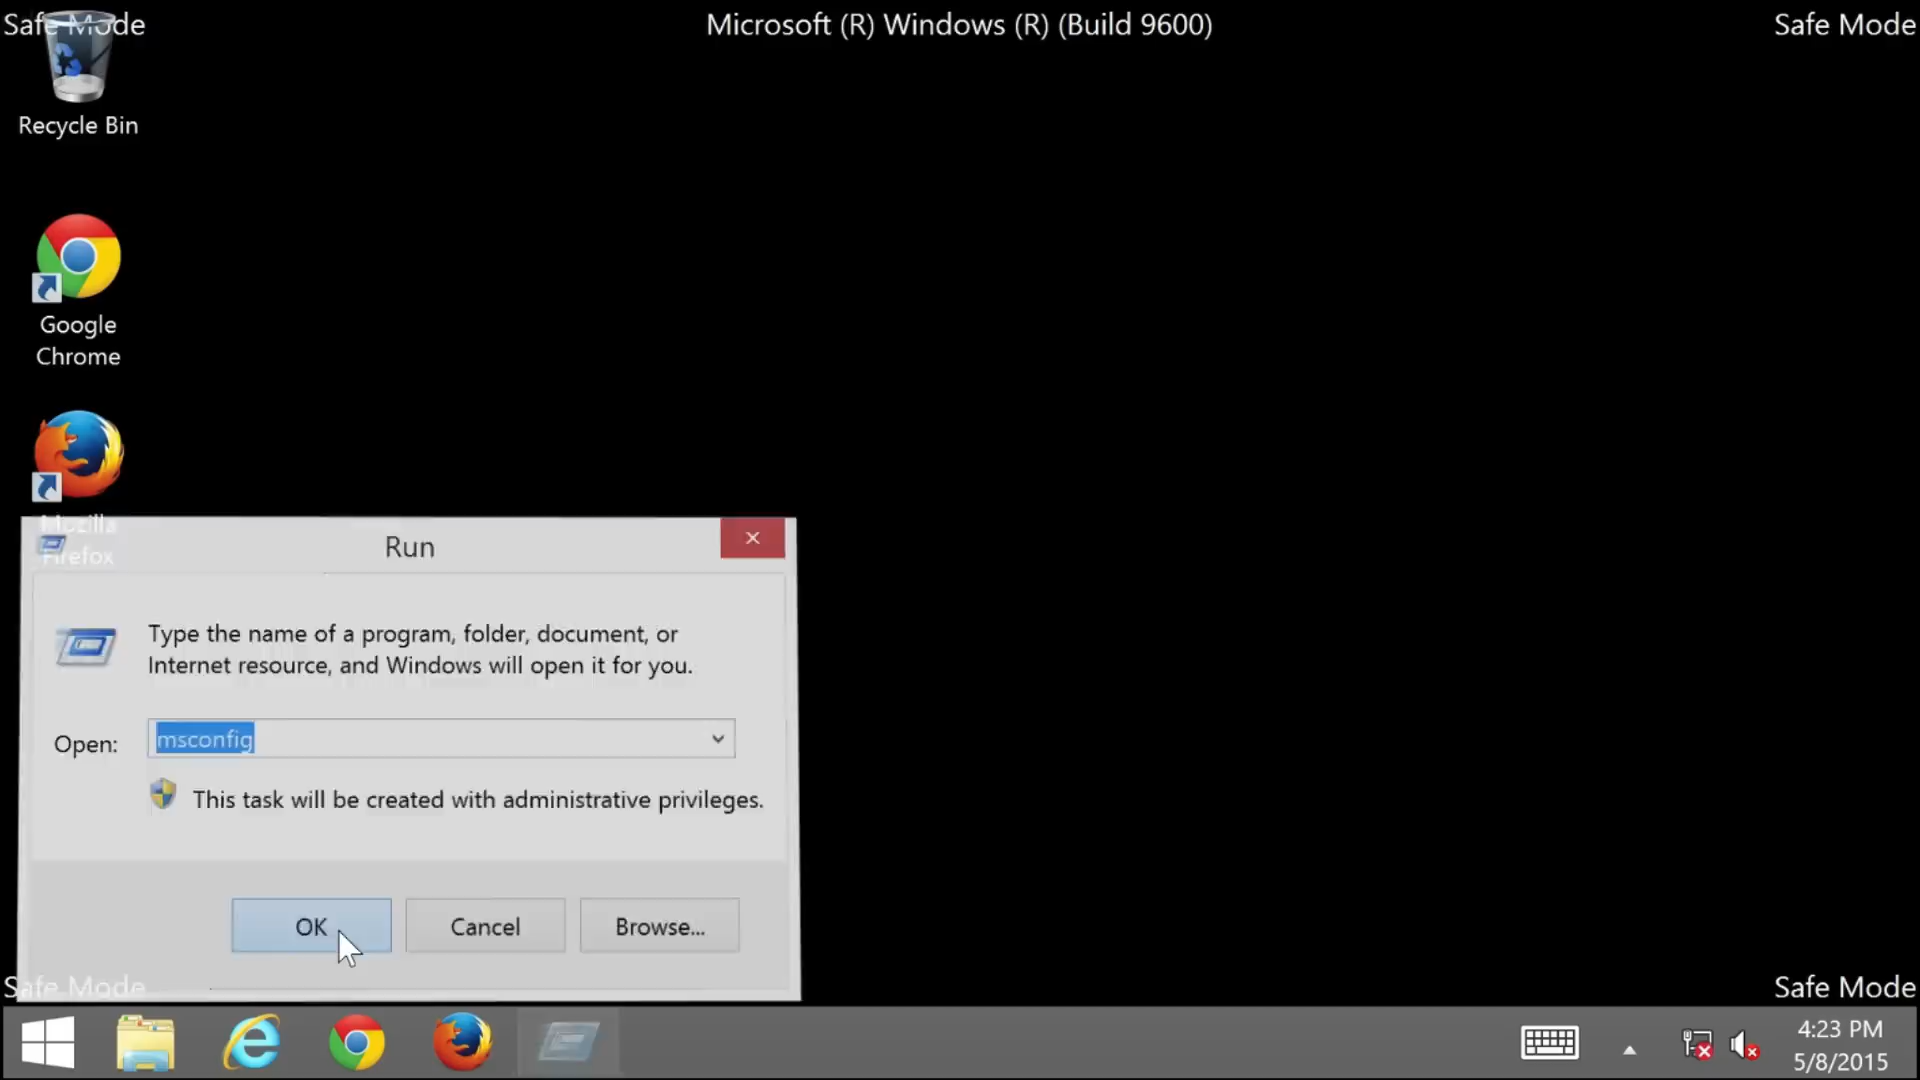 Safe Mode
Microsoft (R) Windows (R) (Build 9600)
Safe Mode
Recycle Bin
Google
Chrome
Mozilla
Firefox
Run
Type the name of a program, folder, document, or
Internet resource, and Windows will open it for you.
Open:
msconfig
This task will be created with administrative privileges.
OK
Cancel
Browse...
Safe Mode
Safe Mode
4:23 PM
5/8/2015